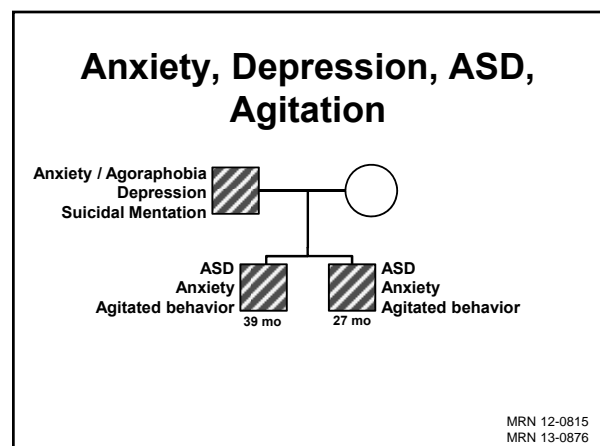 Anxiety, Depression, ASD,
Agitation
Anxiety / Agoraphobia
Depression
Suicidal Mentation
ASD
Anxiety
Agitated behavior
39 mo
ASD
Anxiety
Agitated behavior
27 mo
MRN 12-0815
MRN 13-0876